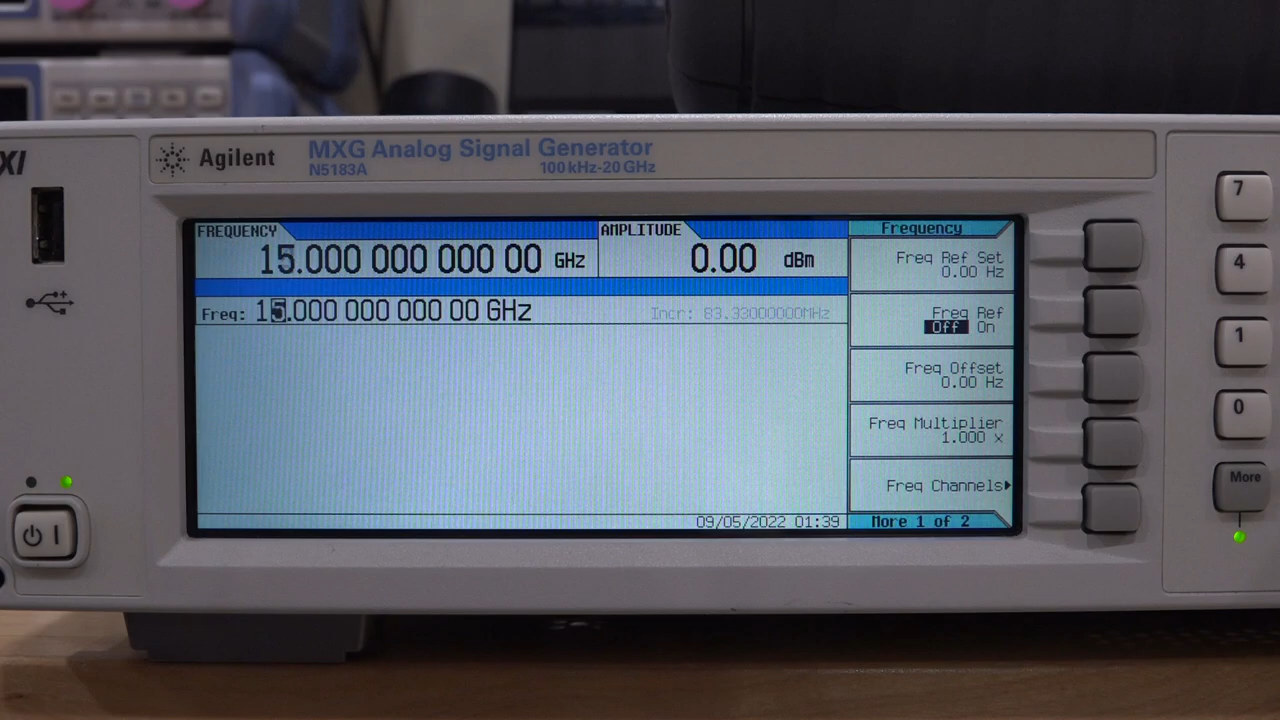 XI
Agilent
MXG Analog Signal Generator
N5183A
100 kHz-20 GHz
FREQUENCY
15.000 000 000 00 GHz
AMPLITUDE
0.00 dBm
Freq: 15.000 000 000 00 GHz
Incr: 83.33000000MHz
09/05/2022 01:39
Frequency
Freq Ref Set
0.00 Hz
Freq Ref
Off On
Freq Offset
0.00 Hz
Freq Multiplier
1.000 x
Freq Channels
More 1 of 2
7
4
1
0
More